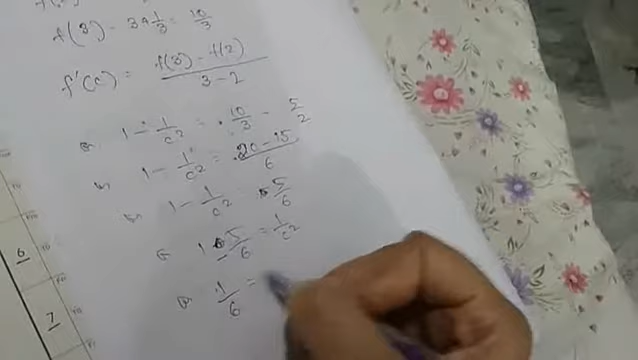 f(3) = 3+1/3 = 10/3
f'(c) = f(3) - f(2) / 3 - 2
1 - 1/c2 = 10/3 - 5/2
1 - 1/c2 = 20-15/6
1 - 1/c2 = 5/6
1 - 5/6 = 1/c2
1/6 =
6
7